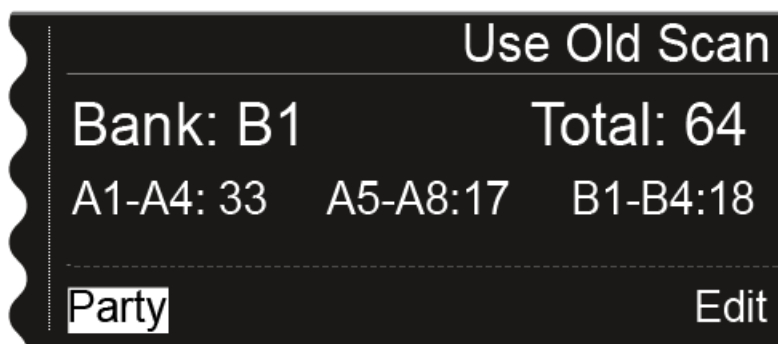 Use Old Scan
Bank: B1 Total: 64
A1-A4: 33 A5-A8:17 B1-B4:18
Party Edit